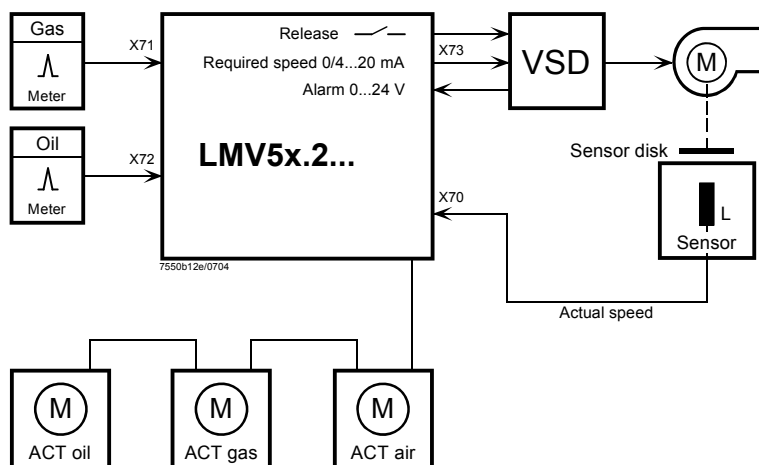 Gas
Meter
X71
Release
Required speed 0/4...20 mA
Alarm 0...24 V
X73
VSD
M
Oil
Meter
X72
LMV5x.2...
Sensor disk
X70
L
Sensor
7550b12e/0704
Actual speed
M
ACT oil
M
ACT gas
M
ACT air